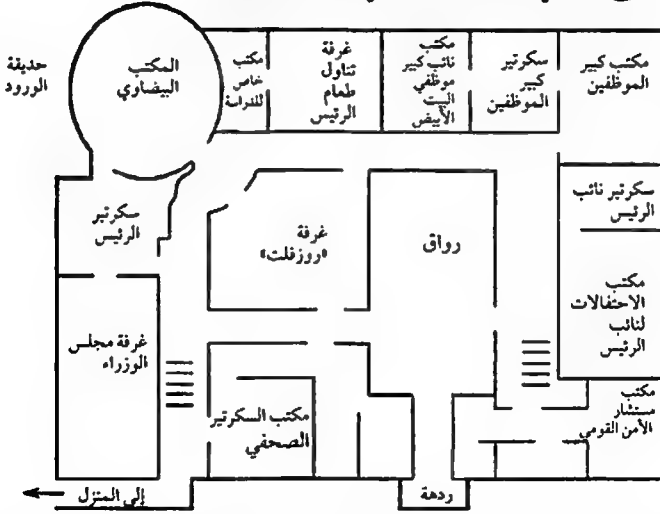 حديقة
الورود
المكتب
البيضاوي
مكتب
خاص
للدراسة
غرفة
تناول
طعام
الرئيس
مكتب
نائب كبير
موظفي
البيت
الأبيض
سكرتير
كبير
الموظفين
مكتب كبير
الموظفين
سكرتير
الرئيس
غرفة
«روزفلت»
رواق
سكرتير نائب
الرئيس
مكتب
الاحتفالات
لنائب
الرئيس
غرفة مجلس
الوزراء
مكتب السكرتير
الصحفي
مكتب
مستشار
الأمن القومي
إلى المنزل
ردهة